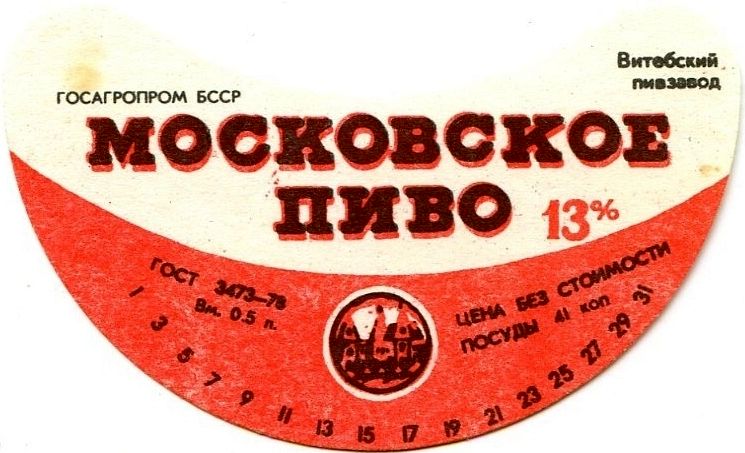 Витебский
пивзавод
ГОСАГРОПРОМ БССР
МОСКОВСКОЕ
ПИВО 13%
ГОСТ 3473—78
Вм. 0.5 л.
ЦЕНА БЕЗ СТОИМОСТИ
ПОСУДЫ 41 коп
1 3 5 7 9 11 13 15 17 19 21 23 25 27 29 31